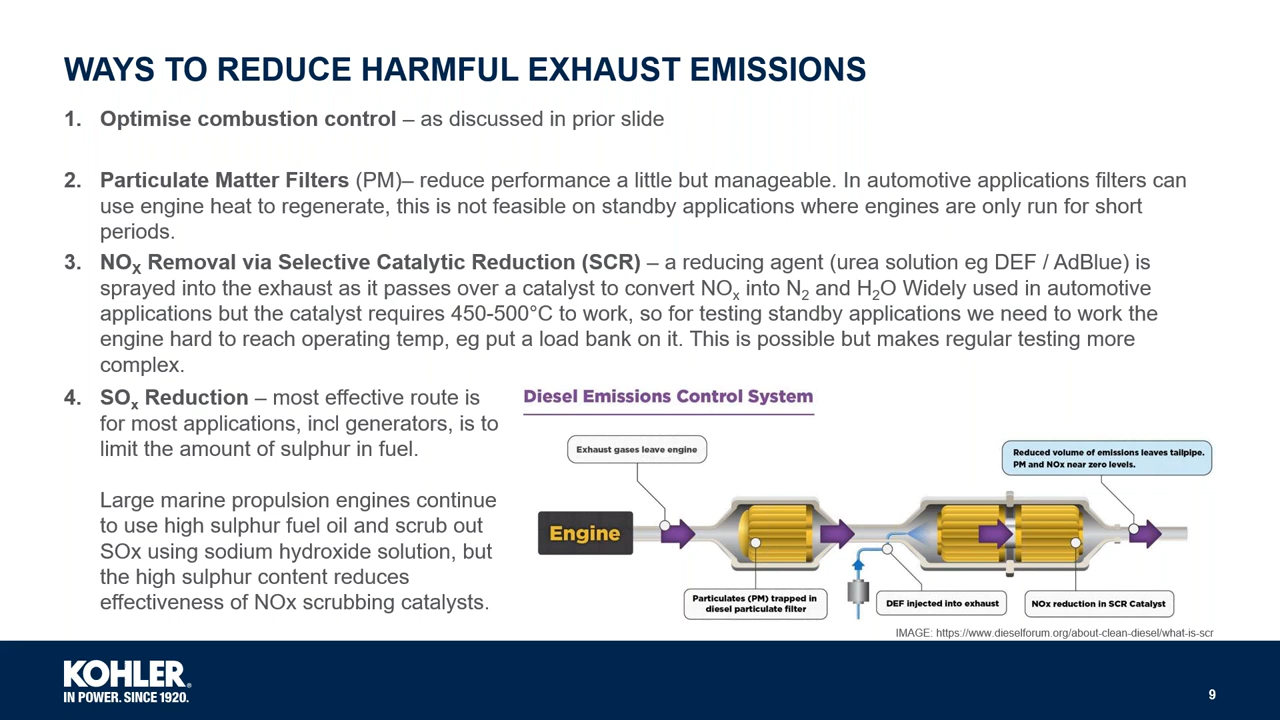 WAYS TO REDUCE HARMFUL EXHAUST EMISSIONS
1. Optimise combustion control – as discussed in prior slide
2. Particulate Matter Filters (PM)– reduce performance a little but manageable. In automotive applications filters can
use engine heat to regenerate, this is not feasible on standby applications where engines are only run for short
periods.
3. NOX Removal via Selective Catalytic Reduction (SCR) – a reducing agent (urea solution eg DEF / AdBlue) is
sprayed into the exhaust as it passes over a catalyst to convert NOx into N2 and H2O Widely used in automotive
applications but the catalyst requires 450-500°C to work, so for testing standby applications we need to work the
engine hard to reach operating temp, eg put a load bank on it. This is possible but makes regular testing more
complex.
4. SOx Reduction – most effective route is
for most applications, incl generators, is to
limit the amount of sulphur in fuel.
Large marine propulsion engines continue
to use high sulphur fuel oil and scrub out
SOx using sodium hydroxide solution, but
the high sulphur content reduces
effectiveness of NOx scrubbing catalysts.
Diesel Emissions Control System
Exhaust gases leave engine
Reduced volume of emissions leaves tailpipe.
PM and NOx near zero levels.
Engine
Particulates (PM) trapped in
diesel particulate filter
DEF injected into exhaust
NOx reduction in SCR Catalyst
IMAGE: https://www.dieselforum.org/about-clean-diesel/what-is-scr
KOHLER®
IN POWER. SINCE 1920.
9